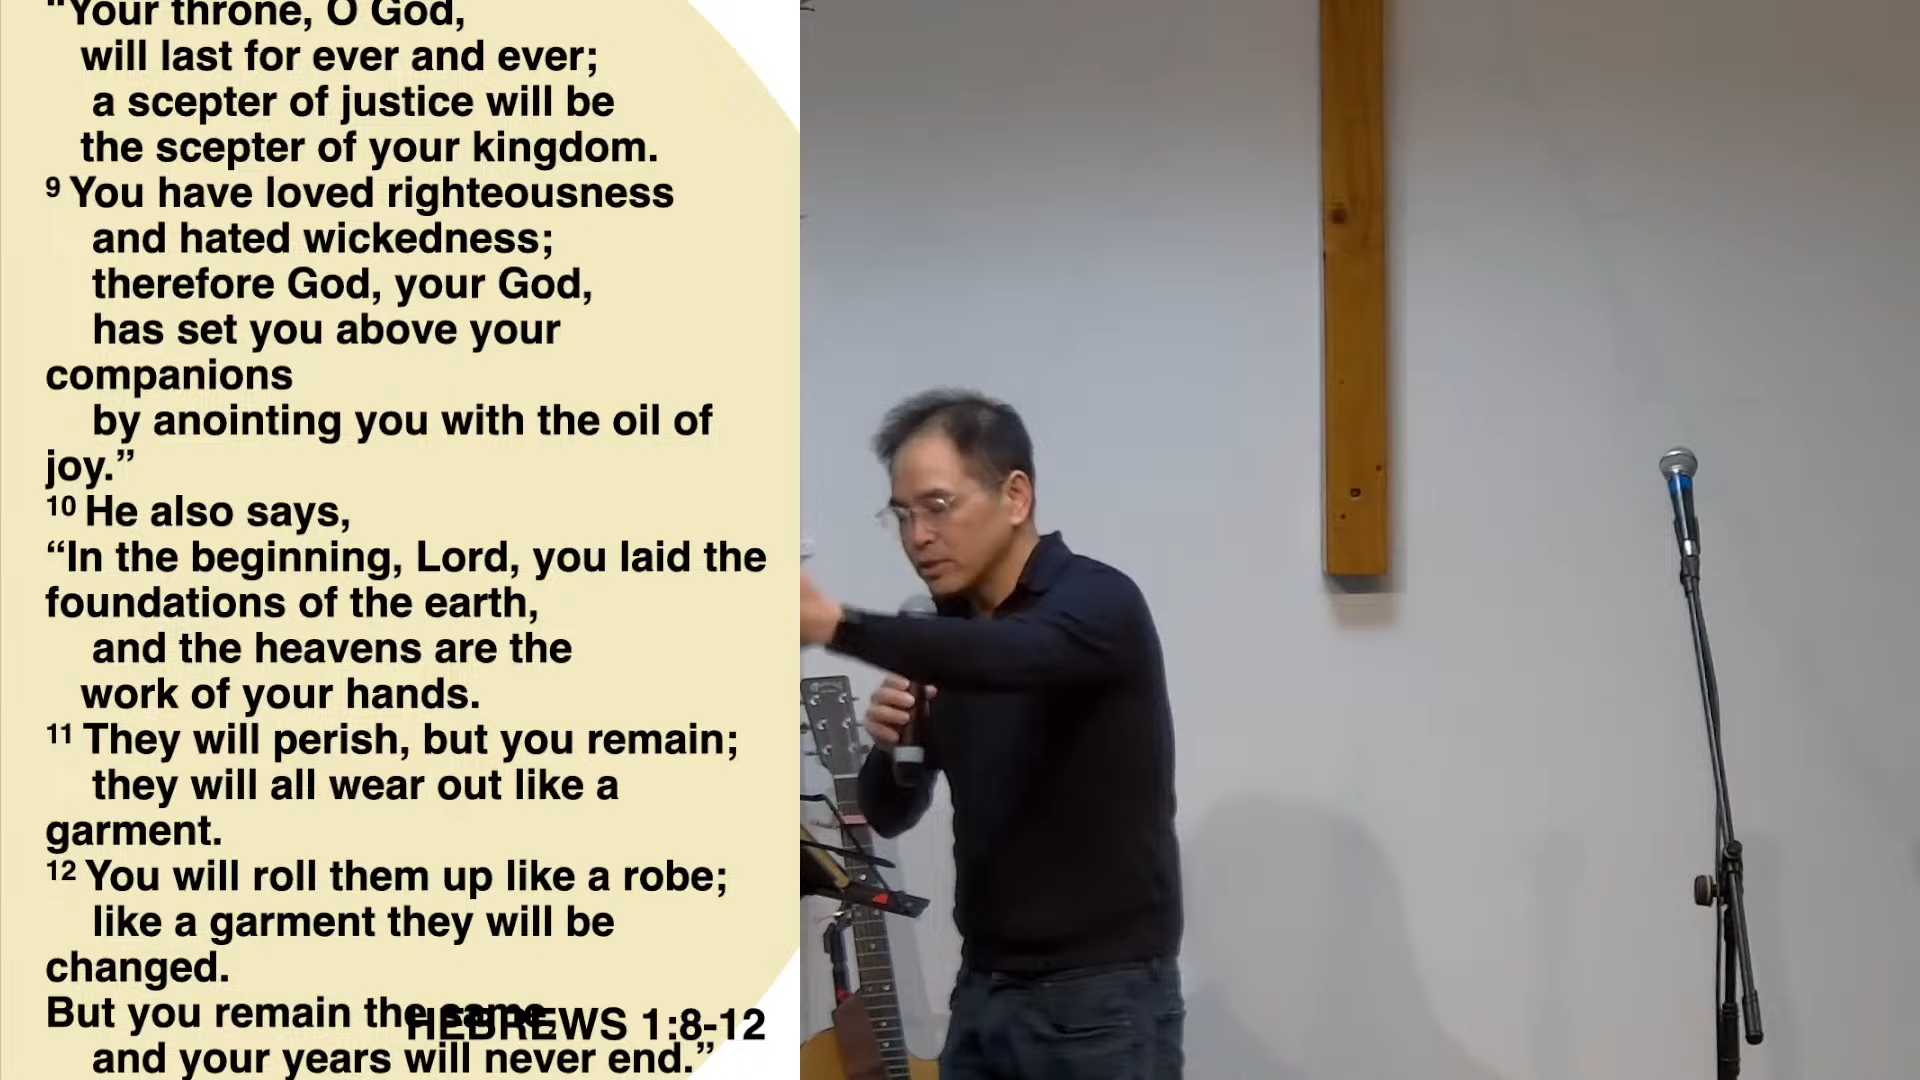 “Your throne, O God,
will last for ever and ever;
a scepter of justice will be
the scepter of your kingdom.
9 You have loved righteousness
and hated wickedness;
therefore God, your God,
has set you above your
companions
by anointing you with the oil of
joy.”
10 He also says,
“In the beginning, Lord, you laid the
foundations of the earth,
and the heavens are the
work of your hands.
11 They will perish, but you remain;
they will all wear out like a
garment.
12 You will roll them up like a robe;
like a garment they will be
changed.
But you remain the same,
HEBREWS 1:8-12
and your years will never end.”